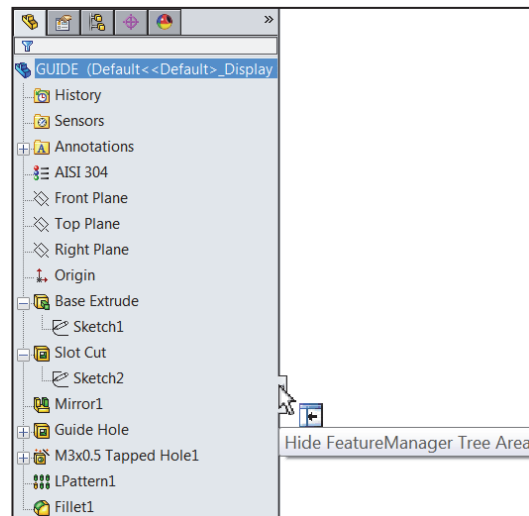 »
GUIDE (Default<<Default>_Display
History
Sensors
Annotations
AISI 304
Front Plane
Top Plane
Right Plane
Origin
Base Extrude
Sketch1
Slot Cut
Sketch2
Mirror1
Guide Hole
Hide FeatureManager Tree Area
M3x0.5 Tapped Hole1
LPattern1
Fillet1